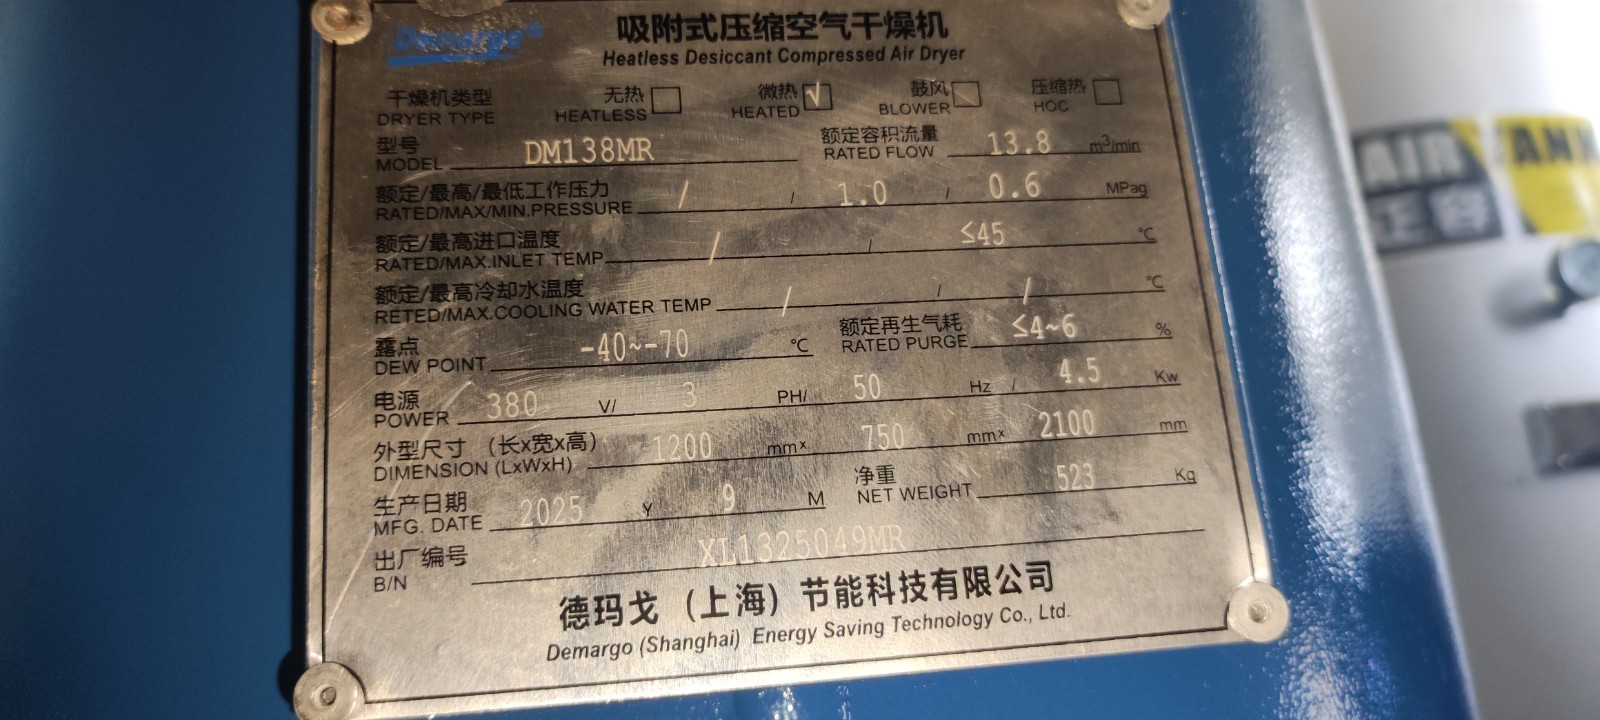 Demargo®
吸附式压缩空气干燥机
Heatless Desiccant Compressed Air Dryer
干燥机类型 无热 □ 微热 ☑ 鼓风 □ 压缩热 □
DRYER TYPE HEATLESS HEATED BLOWER HOC
型号 额定容积流量
MODEL DM138MR RATED FLOW 13.8 m³/min
额定/最高/最低工作压力
RATED/MAX/MIN.PRESSURE / / 1.0 / 0.6 MPag
额定/最高进口温度
RATED/MAX.INLET TEMP / / ≤45 ℃
额定/最高冷却水温度
RETED/MAX.COOLING WATER TEMP / / / ℃
露点 额定再生气耗
DEW POINT -40~-70 ℃ RATED PURGE ≤4~6 %
电源
POWER 380 V/ 3 PH/ 50 Hz / 4.5 Kw
外型尺寸 (长x宽x高)
DIMENSION (LxWxH) 1200 mmx 750 mmx 2100 mm
生产日期 净重
MFG. DATE 2025 Y 9 M NET WEIGHT 523 Kg
出厂编号
B/N XL1325049MR
德玛戈(上海)节能科技有限公司
Demargo (Shanghai) Energy Saving Technology Co., Ltd.
AIR